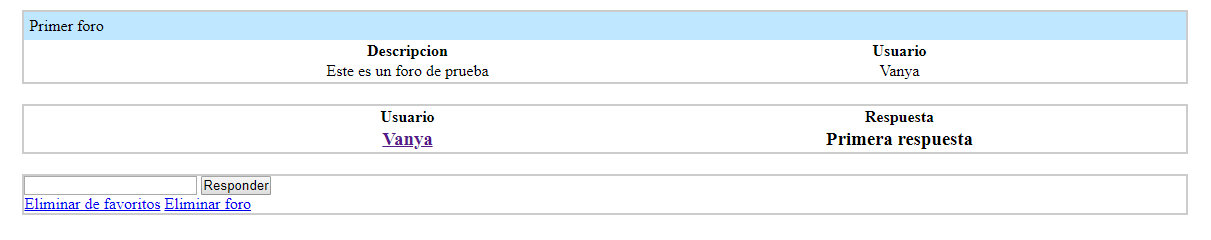 Primer foro
Descripcion Usuario
Este es un foro de prueba Vanya
Usuario Respuesta
Vanya Primera respuesta
Responder
Eliminar de favoritos Eliminar foro